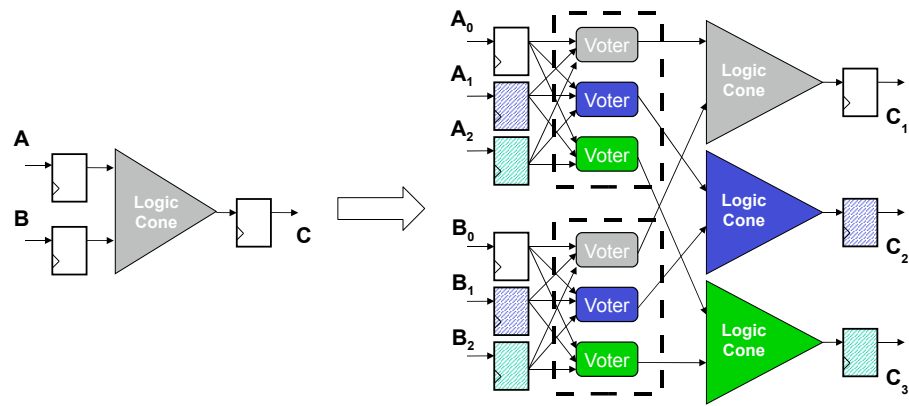 A
B
Logic
Cone
C
A0
A1
A2
Voter
Voter
Voter
B0
B1
B2
Voter
Voter
Voter
Logic
Cone
C1
Logic
Cone
C2
Logic
Cone
C3